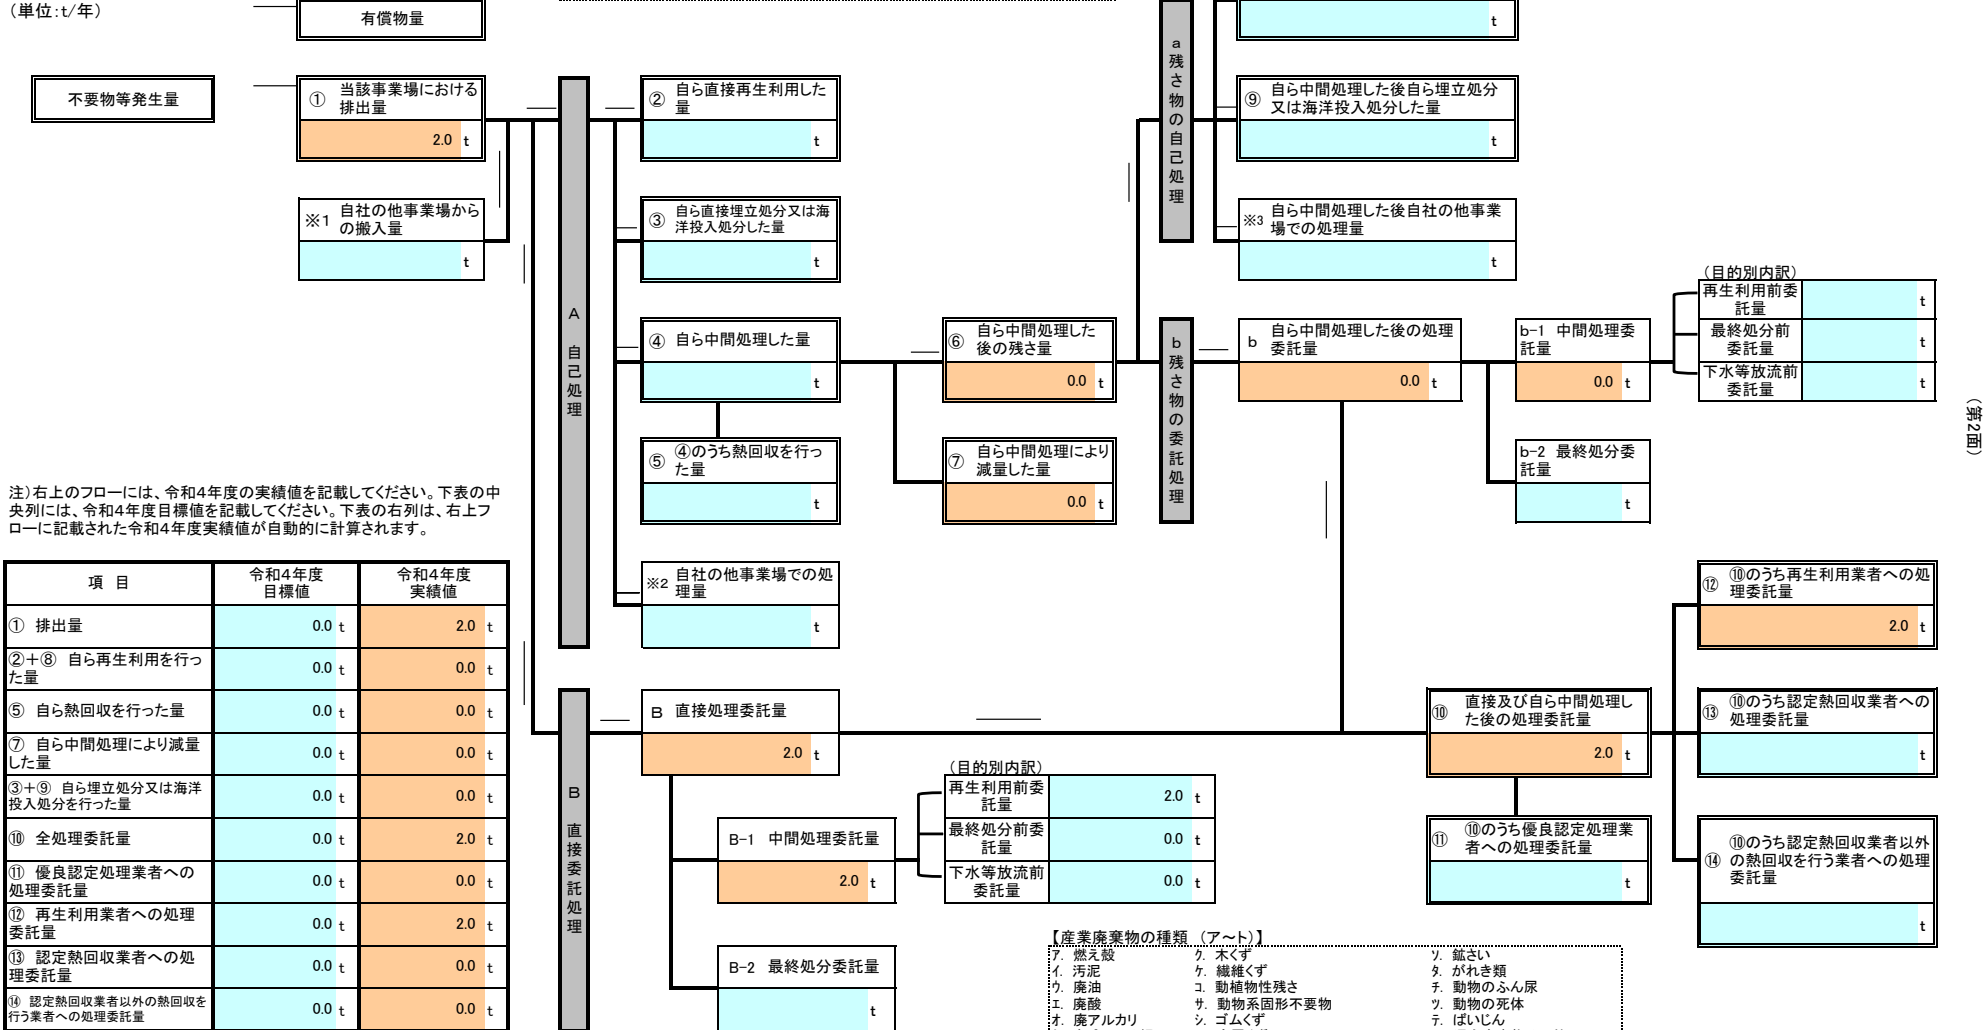 （単位：t/年）
有償物量
t
不要物等発生量
① 当該事業場における
排出量
2.0 t
※1 自社の他事業場から
の搬入量
t
A 自己処理
② 自ら直接再生利用した
量
t
③ 自ら直接埋立処分又は海
洋投入処分した量
t
④ 自ら中間処理した量
t
⑤ ④のうち熱回収を行っ
た量
t
※2 自社の他事業場での処
理量
t
⑥ 自ら中間処理した
後の残さ量
0.0 t
⑦ 自ら中間処理により
減量した量
0.0 t
a 残さ物の自己処理
⑨ 自ら中間処理した後自ら埋立処分
又は海洋投入処分した量
t
※3 自ら中間処理した後自社の他事業
場での処理量
t
b 残さ物の委託処理
b 自ら中間処理した後の処理
委託量
0.0 t
b-1 中間処理委
託量
0.0 t
b-2 最終処分委
託量
t
（目的別内訳）
再生利用前委
託量
t
最終処分前
委託量
t
下水等放流前
委託量
t
（第2面）
注）右上のフローには、令和4年度の実績値を記載してください。下表の中
央列には、令和4年度目標値を記載してください。下表の右列は、右上フ
ローに記載された令和4年度実績値が自動的に計算されます。
項 目 令和4年度
目標値 令和4年度
実績値
① 排出量 0.0 t 2.0 t
②＋⑧ 自ら再生利用を行っ
た量 0.0 t 0.0 t
⑤ 自ら熱回収を行った量 0.0 t 0.0 t
⑦ 自ら中間処理により減量
した量 0.0 t 0.0 t
③＋⑨ 自ら埋立処分又は海洋
投入処分を行った量 0.0 t 0.0 t
⑩ 全処理委託量 0.0 t 2.0 t
⑪ 優良認定処理業者への
処理委託量 0.0 t 0.0 t
⑫ 再生利用業者への処理
委託量 0.0 t 2.0 t
⑬ 認定熱回収業者への処
理委託量 0.0 t 0.0 t
⑭ 認定熱回収業者以外の熱回収を
行う業者への処理委託量 0.0 t 0.0 t
B 直接委託処理
B 直接処理委託量
2.0 t
B-1 中間処理委託量
2.0 t
B-2 最終処分委託量
t
（目的別内訳）
再生利用前委
託量
2.0 t
最終処分前委
託量
0.0 t
下水等放流前
委託量
0.0 t
⑩ 直接及び自ら中間処理し
た後の処理委託量
2.0 t
⑪ ⑩のうち優良認定処理業
者への処理委託量
t
⑫ ⑩のうち再生利用業者への処
理委託量
2.0 t
⑬ ⑩のうち認定熱回収業者への
処理委託量
t
⑭ ⑩のうち認定熱回収業者以外
の熱回収を行う業者への処理
委託量
t
【産業廃棄物の種類 （ア～ト）】
ア. 燃え殻 ク. 木くず ソ. 鉱さい
イ. 汚泥 ケ. 繊維くず タ. がれき類
ウ. 廃油 コ. 動植物性残さ チ. 動物のふん尿
エ. 廃酸 サ. 動物系固形不要物 ツ. 動物の死体
オ. 廃アルカリ シ. ゴムくず テ. ばいじん